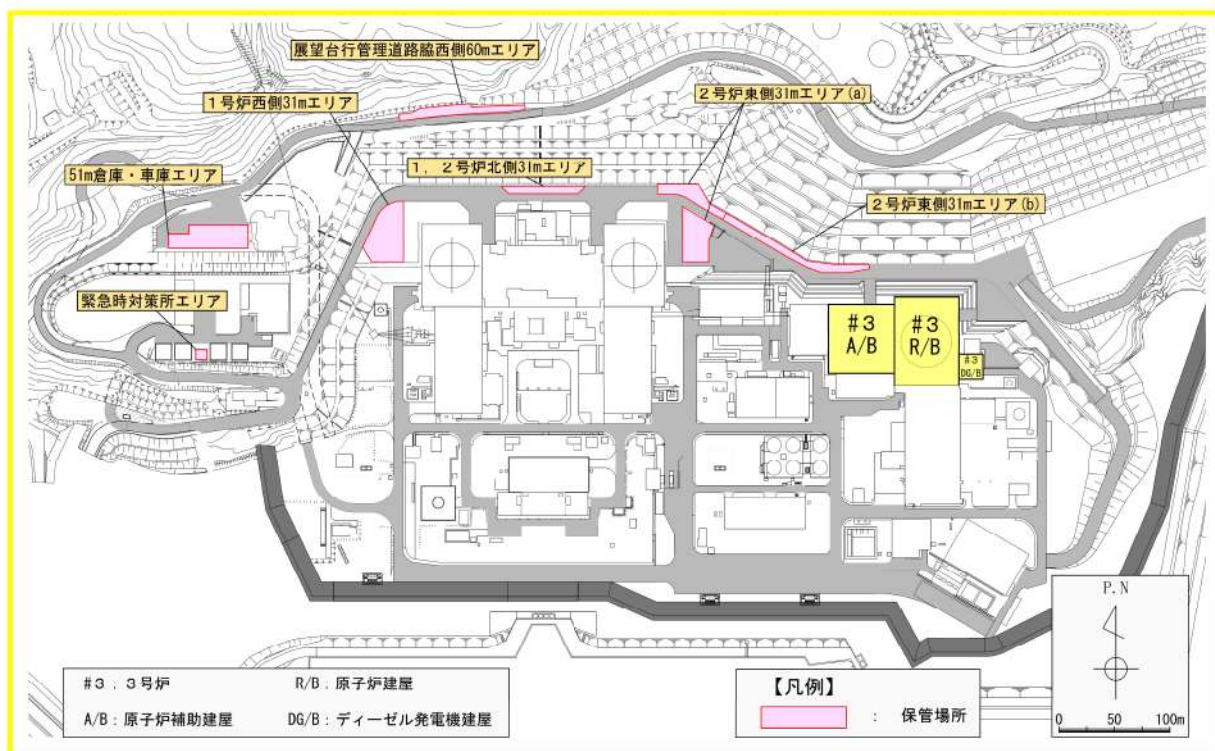 展望台行管理道路脇西側60mエリア
1号炉西側31mエリア
2号炉東側31mエリア(a)
51m倉庫・車庫エリア
1,2号炉北側31mエリア
2号炉東側31mエリア(b)
緊急時対策所エリア
#3
A/B
#3
R/B
#3
DG/B
P.N
0 50 100m
#3.3号炉 R/B.原子炉建屋
A/B:原子炉補助建屋 DG/B:ディーゼル発電機建屋
【凡例】
: 保管場所